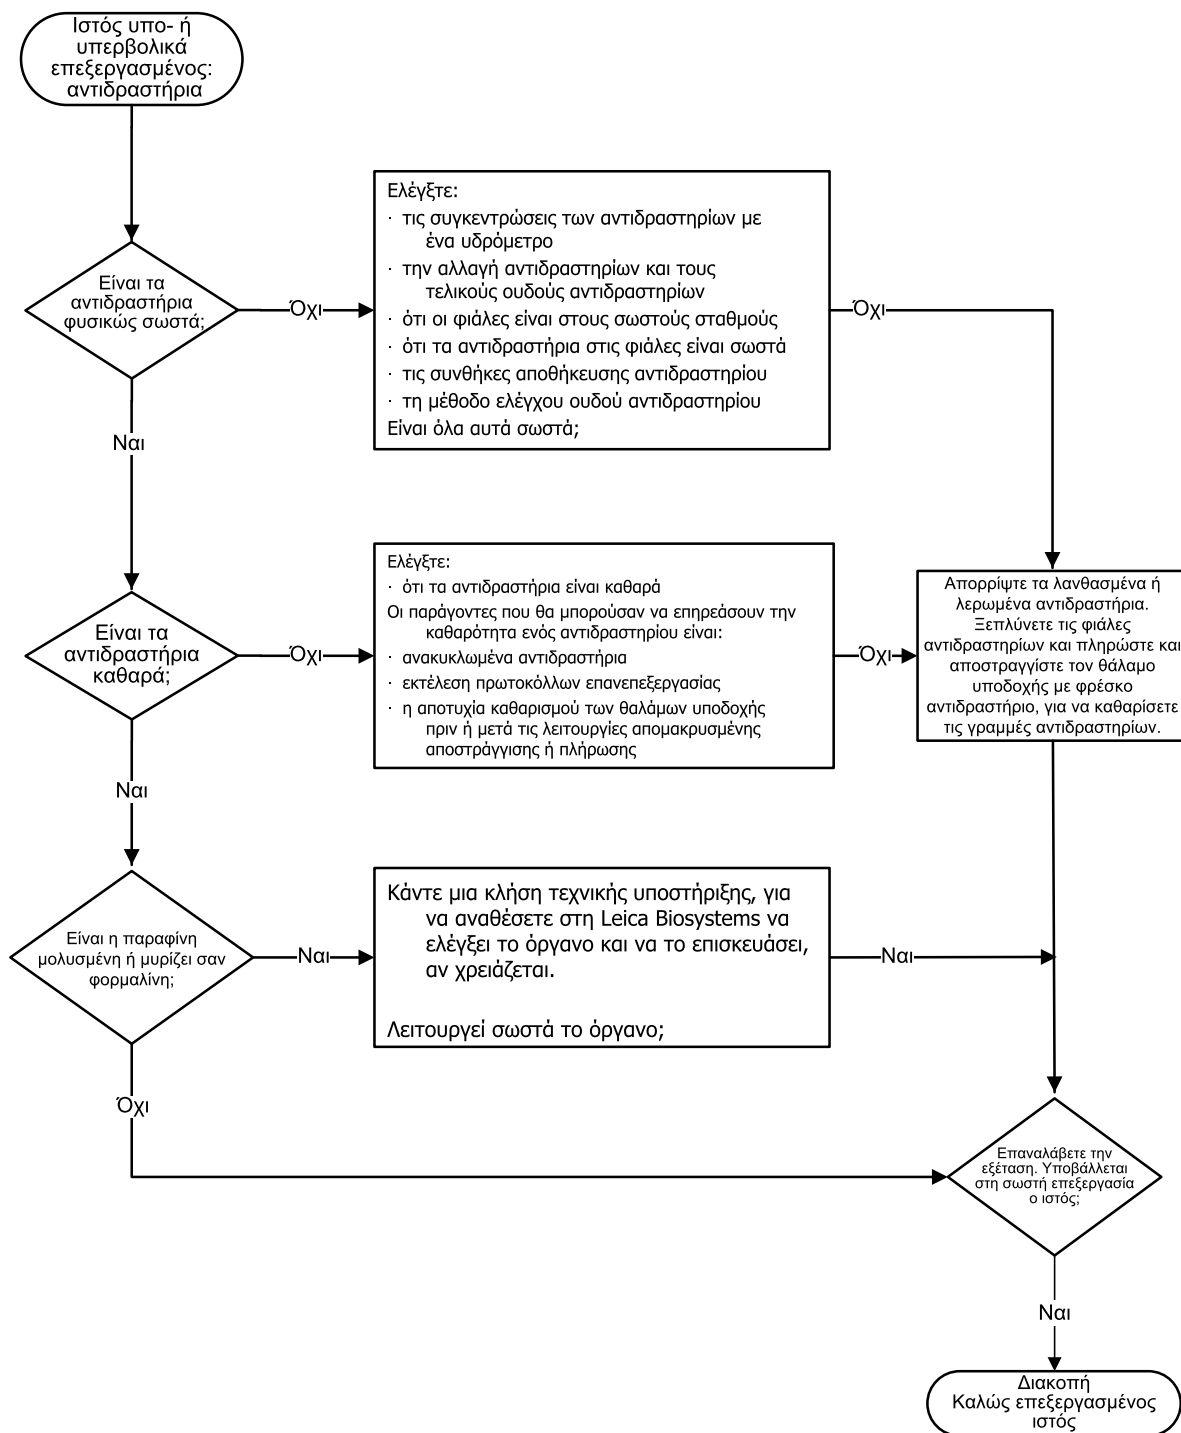 Ιστός υπο- ή
υπερβολικά
επεξεργασμένος:
αντιδραστήρια
Είναι τα
αντιδραστήρια
φυσικώς σωστά;
Όχι
Ελέγξτε:
· τις συγκεντρώσεις των αντιδραστηρίων με
ένα υδρόμετρο
· την αλλαγή αντιδραστηρίων και τους
τελικούς ουδούς αντιδραστηρίων
· ότι οι φιάλες είναι στους σωστούς σταθμούς
· ότι τα αντιδραστήρια στις φιάλες είναι σωστά
· τις συνθήκες αποθήκευσης αντιδραστηρίου
· τη μέθοδο ελέγχου ουδού αντιδραστηρίου
Είναι όλα αυτά σωστά;
Όχι
Ναι
Είναι τα
αντιδραστήρια
καθαρά;
Όχι
Ελέγξτε:
· ότι τα αντιδραστήρια είναι καθαρά
Οι παράγοντες που θα μπορούσαν να επηρεάσουν την
καθαρότητα ενός αντιδραστηρίου είναι:
· ανακυκλωμένα αντιδραστήρια
· εκτέλεση πρωτοκόλλων επανεπεξεργασίας
· η αποτυχία καθαρισμού των θαλάμων υποδοχής
πριν ή μετά τις λειτουργίες απομακρυσμένης
αποστράγγισης ή πλήρωσης
Όχι
Απορρίψτε τα λανθασμένα ή
λερωμένα αντιδραστήρια.
Ξεπλύνετε τις φιάλες
αντιδραστηρίων και πληρώστε και
αποστραγγίστε τον θάλαμο
υποδοχής με φρέσκο
αντιδραστήριο, για να καθαρίσετε
τις γραμμές αντιδραστηρίων.
Ναι
Είναι η παραφίνη
μολυσμένη ή μυρίζει σαν
φορμαλίνη;
Ναι
Κάντε μια κλήση τεχνικής υποστήριξης, για
να αναθέσετε στη Leica Biosystems να
ελέγξει το όργανο και να το επισκευάσει,
αν χρειάζεται.
Λειτουργεί σωστά το όργανο;
Ναι
Όχι
Επαναλάβετε την
εξέταση. Υποβάλλεται
στη σωστή επεξεργασία
ο ιστός;
Ναι
Διακοπή
Καλώς επεξεργασμένος
ιστός